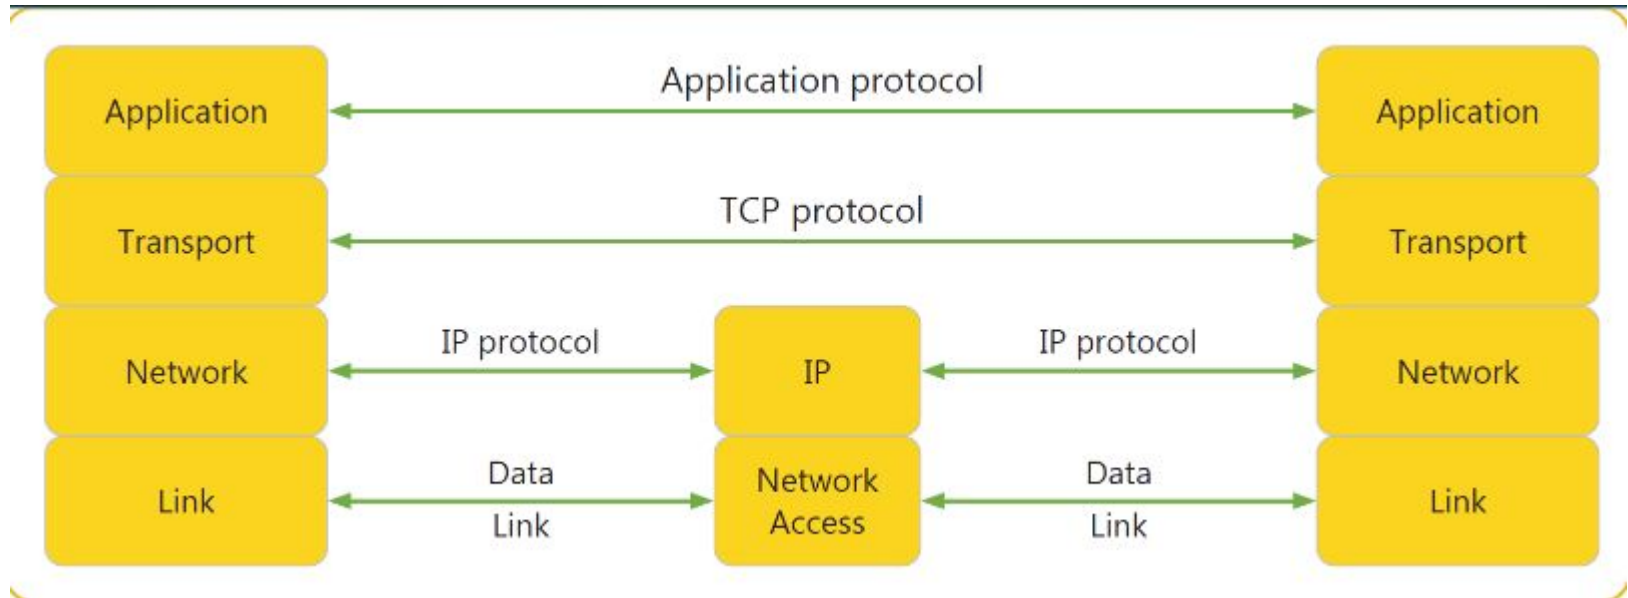 Application
Application protocol
Application
Transport
TCP protocol
Transport
Network
IP protocol
IP
IP protocol
Network
Link
Data
Link
Network
Access
Data
Link
Link